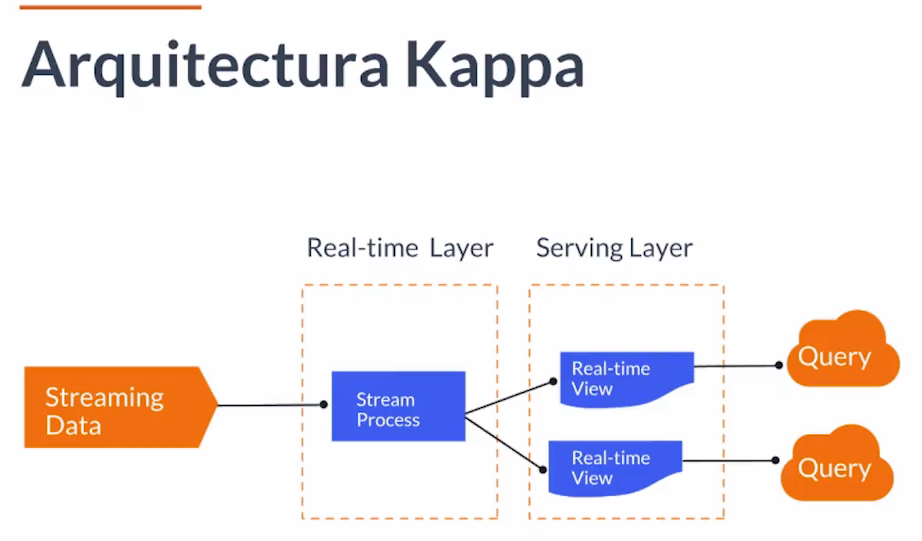 Arquitectura Kappa
Real-time Layer
Serving Layer
Streaming
Data
Stream
Process
Real-time
View
Query
Real-time
View
Query